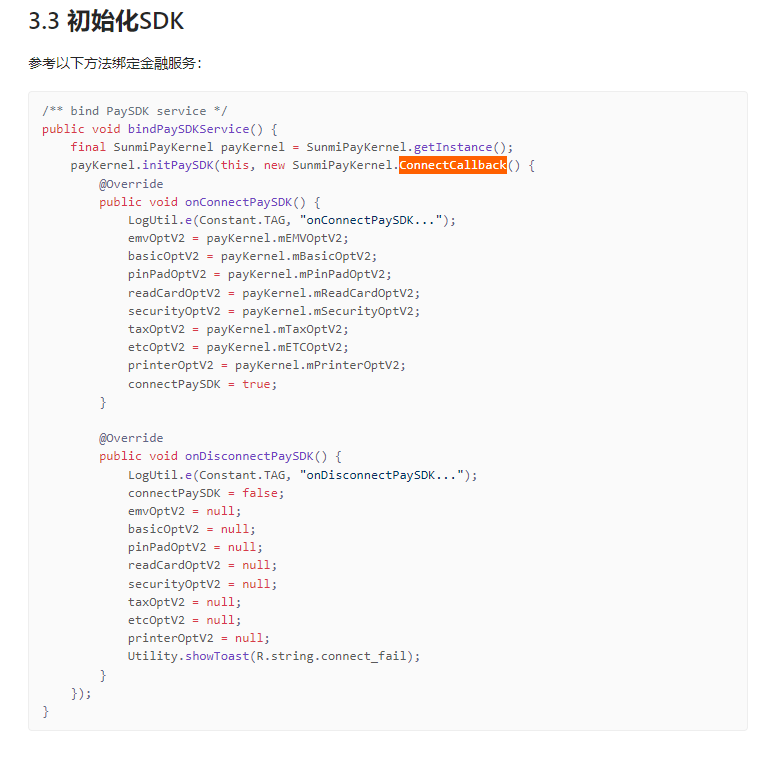 3.3 初始化SDK
参考以下方法绑定金融服务：
/** bind PaySDK service */
public void bindPaySDKService() {
    final SunmiPayKernel payKernel = SunmiPayKernel.getInstance();
    payKernel.initPaySDK(this, new SunmiPayKernel.ConnectCallback() {
        @Override
        public void onConnectPaySDK() {
            LogUtil.e(Constant.TAG, "onConnectPaySDK...");
            emvOptV2 = payKernel.mEMVOptV2;
            basicOptV2 = payKernel.mBasicOptV2;
            pinPadOptV2 = payKernel.mPinPadOptV2;
            readCardOptV2 = payKernel.mReadCardOptV2;
            securityOptV2 = payKernel.mSecurityOptV2;
            taxOptV2 = payKernel.mTaxOptV2;
            etcOptV2 = payKernel.mETCOptV2;
            printerOptV2 = payKernel.mPrinterOptV2;
            connectPaySDK = true;
        }
        @Override
        public void onDisconnectPaySDK() {
            LogUtil.e(Constant.TAG, "onDisconnectPaySDK...");
            connectPaySDK = false;
            emvOptV2 = null;
            basicOptV2 = null;
            pinPadOptV2 = null;
            readCardOptV2 = null;
            securityOptV2 = null;
            taxOptV2 = null;
            etcOptV2 = null;
            printerOptV2 = null;
            Utility.showToast(R.string.connect_fail);
        }
    });
}